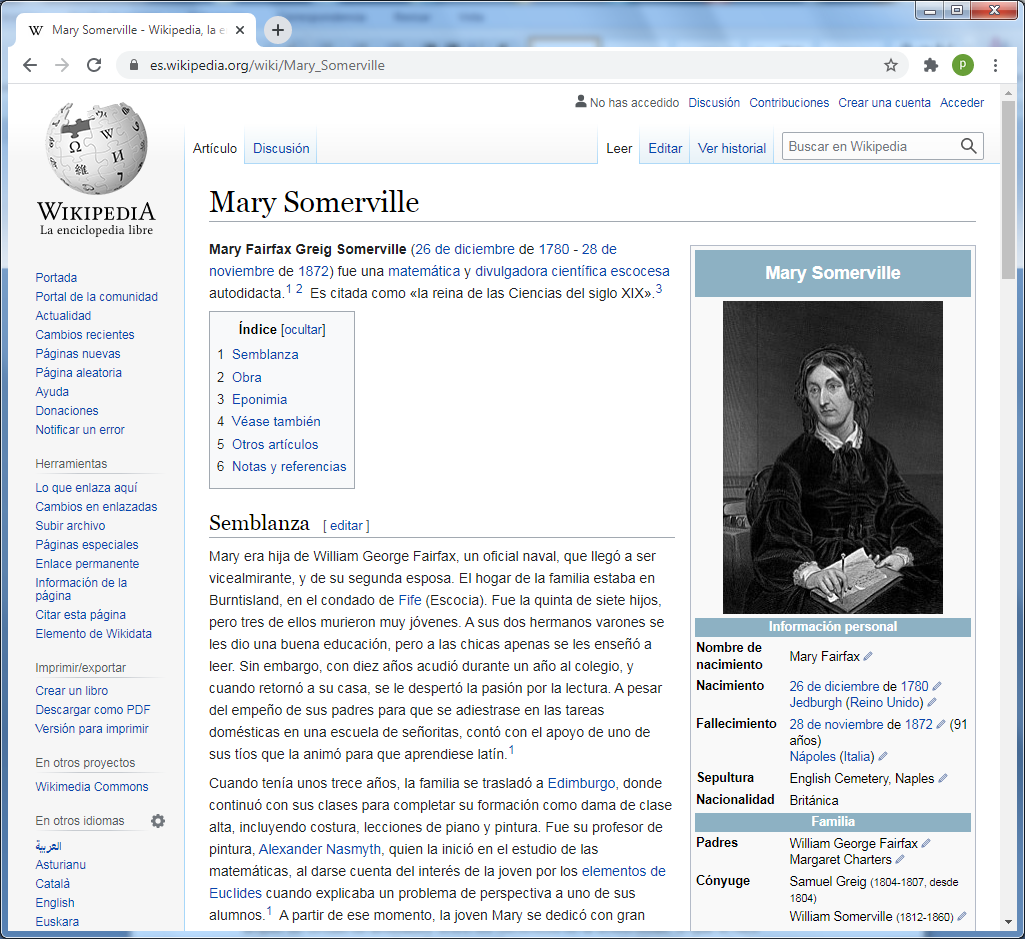 Mary Somerville - Wikipedia, la e
es.wikipedia.org/wiki/Mary_Somerville
P
No has accedido Discusión Contribuciones Crear una cuenta Acceder
Artículo Discusión Leer Editar Ver historial Buscar en Wikipedia
WIKIPEDIA
La enciclopedia libre
Portada
Portal de la comunidad
Actualidad
Cambios recientes
Páginas nuevas
Página aleatoria
Ayuda
Donaciones
Notificar un error
Herramientas
Lo que enlaza aquí
Cambios en enlazadas
Subir archivo
Páginas especiales
Enlace permanente
Información de la
página
Citar esta página
Elemento de Wikidata
Imprimir/exportar
Crear un libro
Descargar como PDF
Versión para imprimir
En otros proyectos
Wikimedia Commons
En otros idiomas
العربية
Asturianu
Català
English
Euskara
Mary Somerville
Mary Fairfax Greig Somerville (26 de diciembre de 1780 - 28 de
noviembre de 1872) fue una matemática y divulgadora científica escocesa
autodidacta.1 2 Es citada como «la reina de las Ciencias del siglo XIX».3
Índice [ocultar]
1 Semblanza
2 Obra
3 Eponimia
4 Véase también
5 Otros artículos
6 Notas y referencias
Semblanza [ editar ]
Mary era hija de William George Fairfax, un oficial naval, que llegó a ser
vicealmirante, y de su segunda esposa. El hogar de la familia estaba en
Burntisland, en el condado de Fife (Escocia). Fue la quinta de siete hijos,
pero tres de ellos murieron muy jóvenes. A sus dos hermanos varones se
les dio una buena educación, pero a las chicas apenas se les enseñó a
leer. Sin embargo, con diez años acudió durante un año al colegio, y
cuando retornó a su casa, se le despertó la pasión por la lectura. A pesar
del empeño de sus padres para que se adiestrase en las tareas
domésticas en una escuela de señoritas, contó con el apoyo de uno de
sus tíos que la animó para que aprendiese latín.1
Cuando tenía unos trece años, la familia se trasladó a Edimburgo, donde
continuó con sus clases para completar su formación como dama de clase
alta, incluyendo costura, lecciones de piano y pintura. Fue su profesor de
pintura, Alexander Nasmyth, quien la inició en el estudio de las
matemáticas, al darse cuenta del interés de la joven por los elementos de
Euclides cuando explicaba un problema de perspectiva a uno de sus
alumnos.1 A partir de ese momento, la joven Mary se dedicó con gran
Mary Somerville
Información personal
Nombre de
nacimiento Mary Fairfax
Nacimiento 26 de diciembre de 1780
Jedburgh (Reino Unido)
Fallecimiento 28 de noviembre de 1872 (91
años)
Nápoles (Italia)
Sepultura English Cemetery, Naples
Nacionalidad Británica
Familia
Padres William George Fairfax
Margaret Charters
Cónyuge Samuel Greig (1804-1807, desde
1804)
William Somerville (1812-1860)